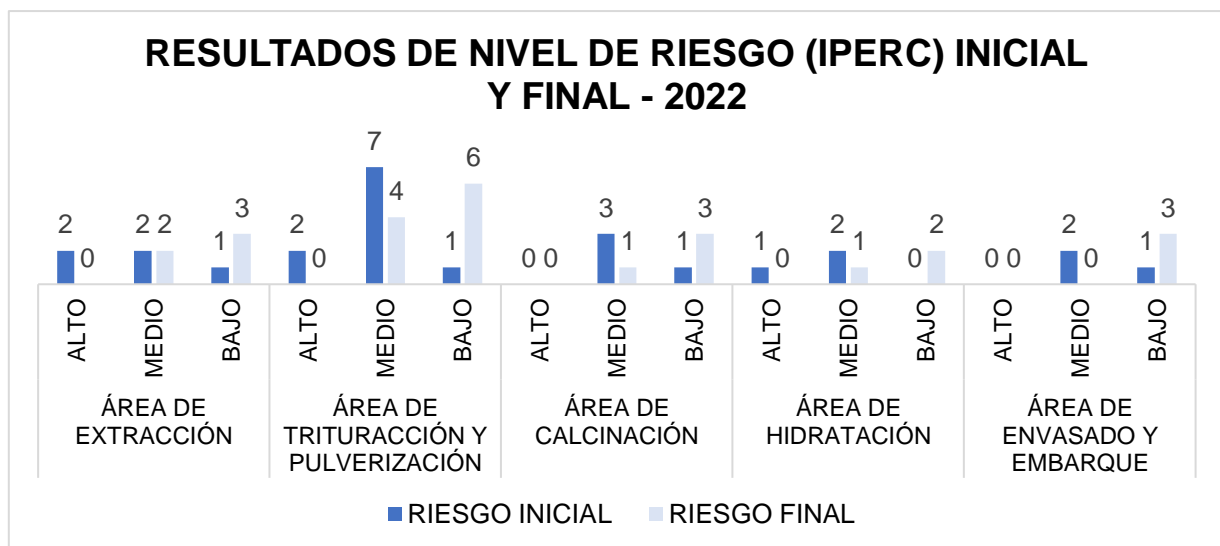 RESULTADOS DE NIVEL DE RIESGO (IPERC) INICIAL
Y FINAL - 2022
2 0 2 2 1 3 2 0 7 4 1 6 0 0 3 1 1 3 1 0 2 1 0 2 0 0 2 0 1 3
ALTO MEDIO BAJO ALTO MEDIO BAJO ALTO MEDIO BAJO ALTO MEDIO BAJO ALTO MEDIO BAJO
ÁREA DE
EXTRACCIÓN
ÁREA DE
TRITURACCIÓN Y
PULVERIZACIÓN
ÁREA DE
CALCINACIÓN
ÁREA DE
HIDRATACIÓN
ÁREA DE
ENVASADO Y
EMBARQUE
RIESGO INICIAL RIESGO FINAL